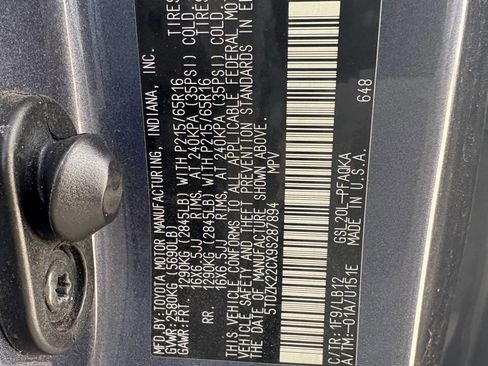 MFD.BY: TOYOTA MOTOR MANUFACTURING, INDIANA, INC.
GVWR: 2580KG (5690LB)
GAWR: FRT. 1290KG (2845LB) WITH P215/65R16 TIRES
16X6.5JJ RIMS, AT 240KPA (35PSI) COLD.
RR. 1290KG (2845LB) WITH P215/65R16 TIRES
16X6.5JJ RIMS, AT 240KPA (35PSI) COLD.
THIS VEHICLE CONFORMS TO ALL APPLICABLE FEDERAL MOT
VEHICLE SAFETY AND THEFT PREVENTION STANDARDS IN E
ON THE DATE OF MANUFACTURE SHOWN ABOVE.
5TDZK22CX9S287894 MPV
648
C/TR: 1F9/LB12 GSL20L-PFAQKA
A/TM: -01A/U151E MADE IN U.S.A.